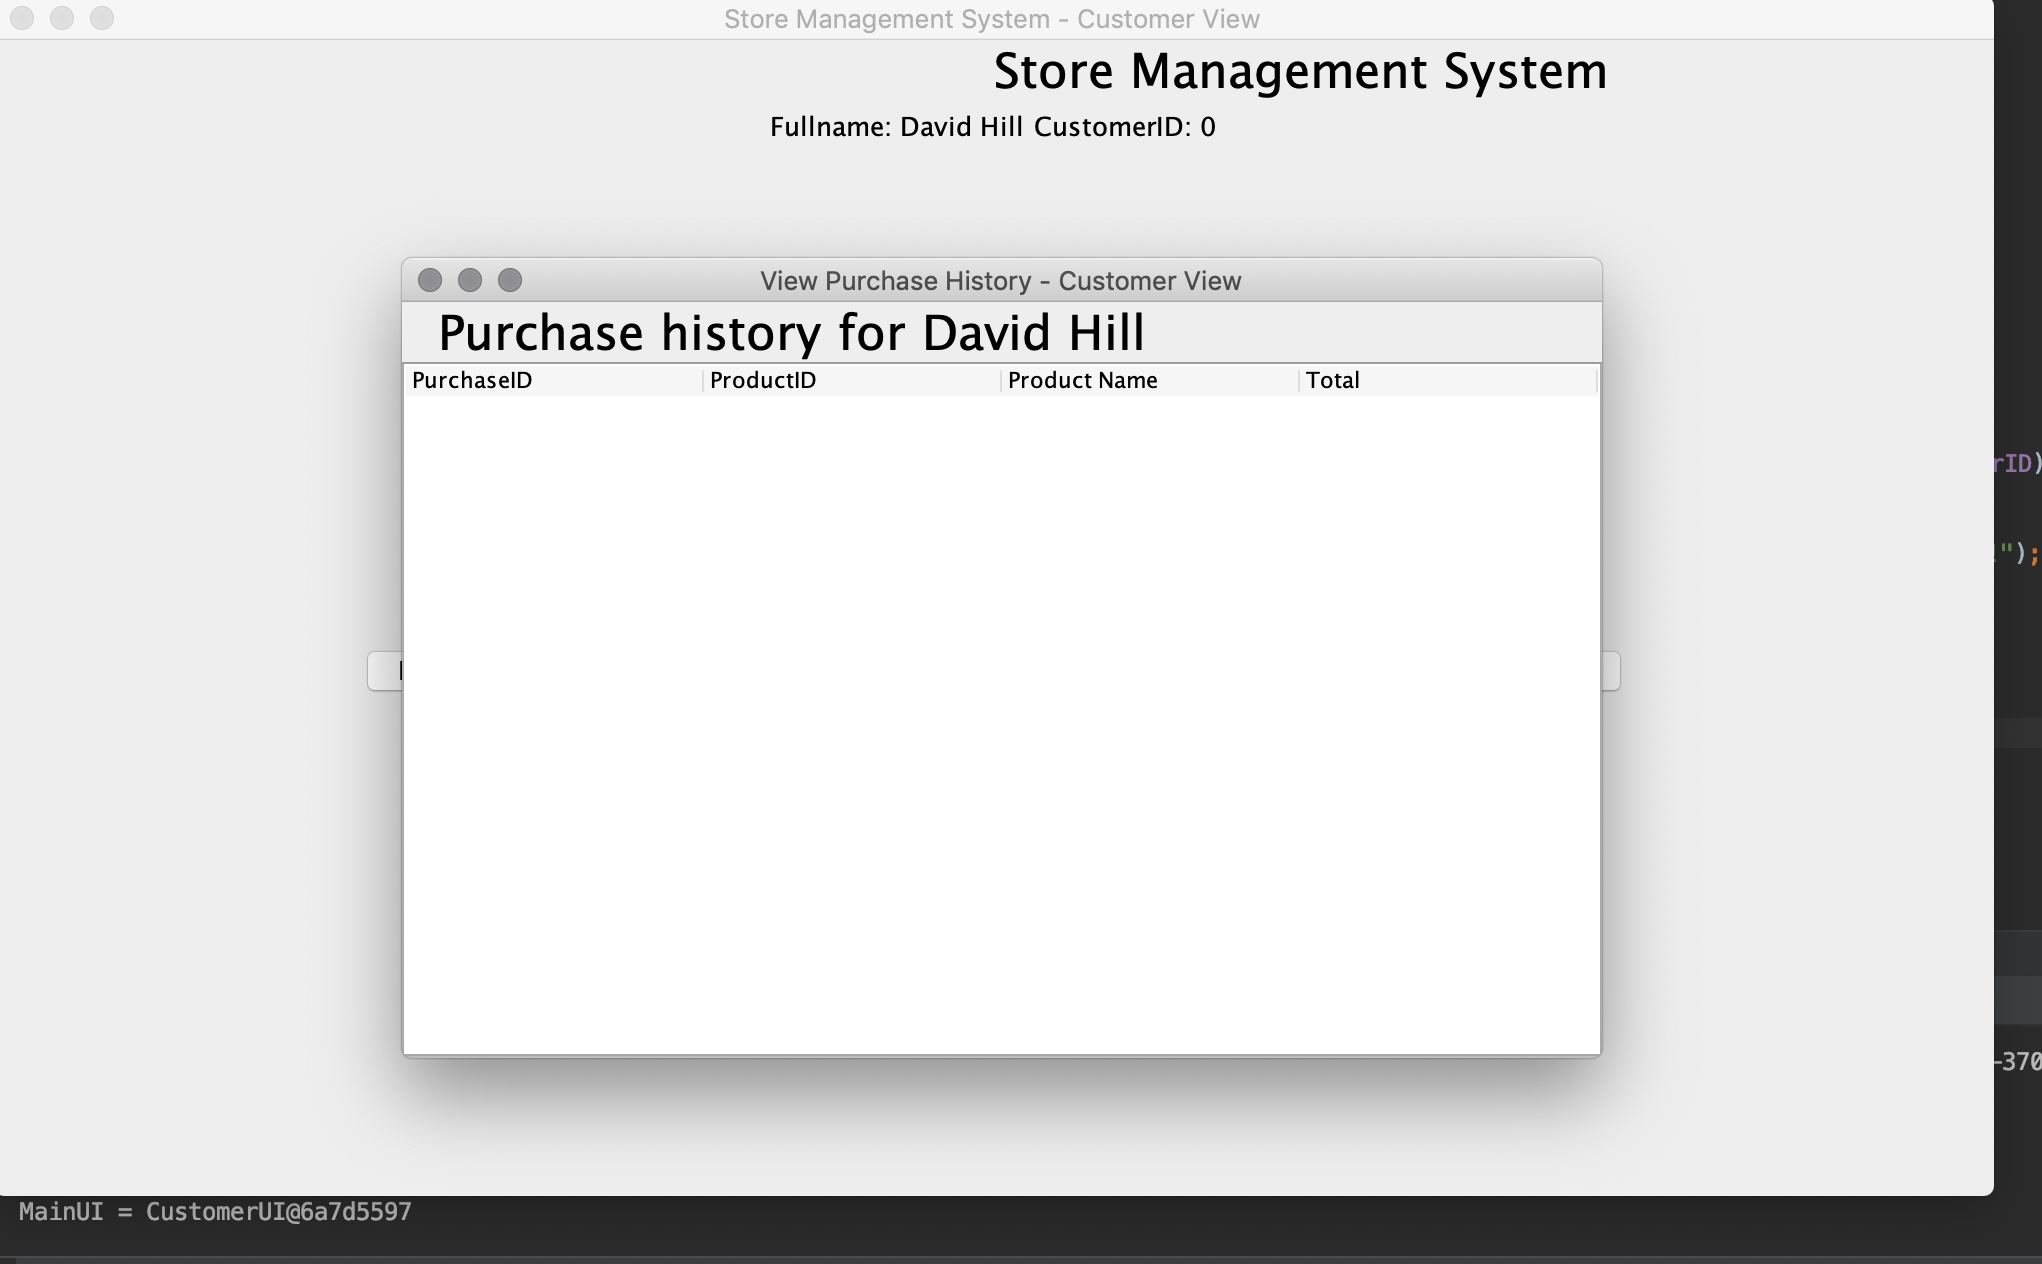 Store Management System - Customer View
Store Management System
Fullname: David Hill CustomerID: 0
View Purchase History - Customer View
Purchase history for David Hill
PurchaseID ProductID Product Name Total
rID)
");
-370
MainUI = CustomerUI@6a7d5597